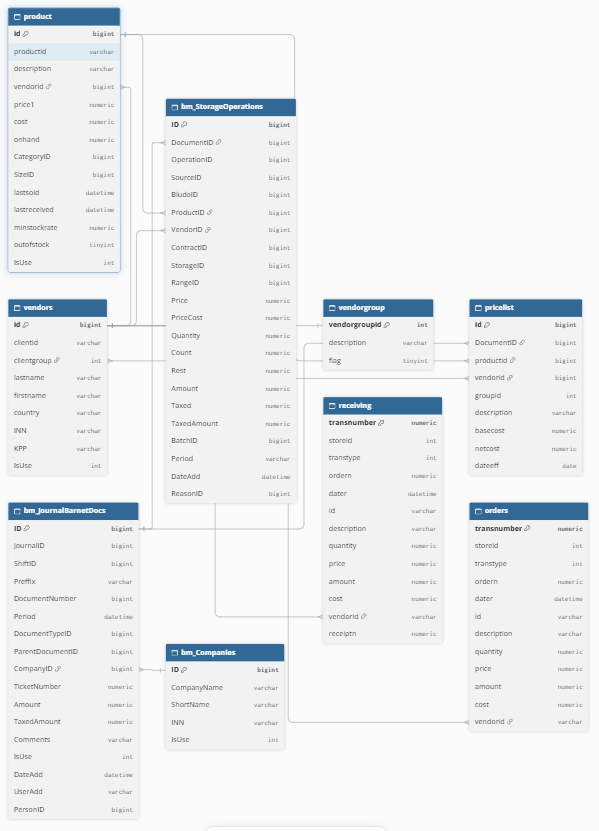 product
id bigint
productid varchar
description varchar
vendorid bigint
price1 numeric
cost numeric
onhand numeric
CategoryID bigint
SizeID bigint
lastsold datetime
lastreceived datetime
minstockrate numeric
outofstock tinyint
IsUse int
bm_StorageOperations
ID bigint
DocumentID bigint
OperationID bigint
SourceID bigint
BludoID bigint
ProductID bigint
VendorID bigint
ContractID bigint
StorageID bigint
RangeID bigint
Price numeric
PriceCost numeric
Quantity numeric
Count numeric
Rest numeric
Amount numeric
Taxed numeric
TaxedAmount numeric
BatchID bigint
Period varchar
DateAdd datetime
ReasonID bigint
vendors
id bigint
clientid varchar
clientgroup int
lastname varchar
firstname varchar
country varchar
INN varchar
KPP varchar
IsUse int
vendorgroup
vendorgroupid int
description varchar
flag tinyint
pricelist
id bigint
DocumentID bigint
productid bigint
vendorid bigint
groupid int
description varchar
basecost numeric
netcost numeric
dateeff date
receiving
transnumber numeric
storeid int
transtype int
ordern numeric
dater datetime
id varchar
description varchar
quantity numeric
price numeric
amount numeric
cost numeric
vendorid varchar
receiptn numeric
bm_JournalBarnetDocs
ID bigint
JournalID bigint
ShiftID bigint
Preffix varchar
DocumentNumber bigint
Period datetime
DocumentTypeID bigint
ParentDocumentID bigint
CompanyID bigint
TicketNumber numeric
Amount numeric
TaxedAmount numeric
Comments varchar
IsUse int
DateAdd datetime
UserAdd varchar
PersonID bigint
bm_Companies
ID bigint
CompanyName varchar
ShortName varchar
INN varchar
IsUse int
orders
transnumber numeric
storeid int
transtype int
ordern numeric
dater datetime
id varchar
description varchar
quantity numeric
price numeric
amount numeric
cost numeric
vendorid varchar